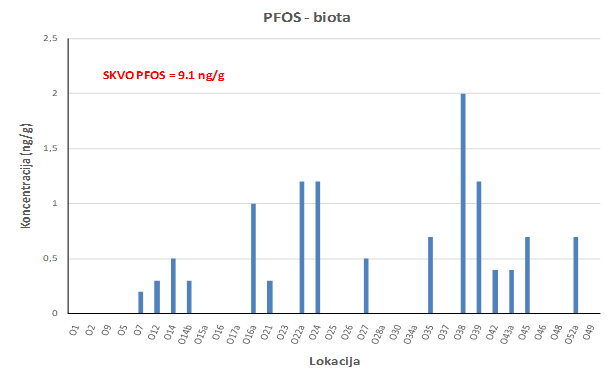 PFOS - biota
2,5
SKVO PFOS = 9.1 ng/g
2
1,5
1
0,5
0
Koncentracija (ng/g)
O1 O2 O9 O5 O7 O12 O14 O14b O15a O16 O17a O16a O21 O23 O22a O24 O25 O26 O27 O28a O30 O34a O35 O37 O38 O39 O42 O43a O45 O46 O48 O52a O49
Lokacija